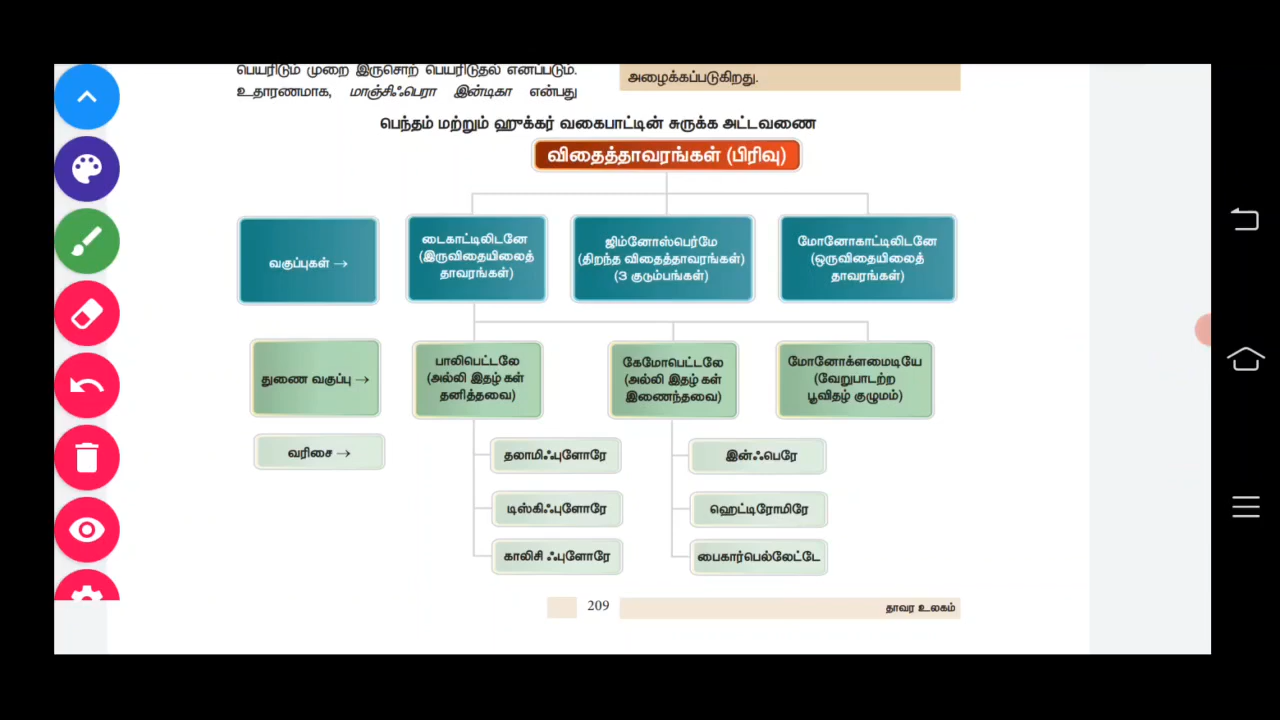 பெயரிடும் முறை இருசொற் பெயரிடுதல் எனப்படும்.
உதாரணமாக, மாஞ்சிஃபெரா இன்டிகா என்பது
அழைக்கப்படுகிறது.
பெந்தம் மற்றும் ஹுக்கர் வகைபாட்டின் சுருக்க அட்டவணை
விதைத்தாவரங்கள் (பிரிவு)
வகுப்புகள் →
டைகாட்டிலிடனே
(இருவிதையிலைத்
தாவரங்கள்)
ஜிம்னோஸ்பெர்மே
(திறந்த விதைத்தாவரங்கள்)
(3 குடும்பங்கள்)
மோனோகாட்டிலிடனே
(ஒருவிதையிலைத்
தாவரங்கள்)
துணை வகுப்பு →
பாலிபெட்டலே
(அல்லி இதழ் கள்
தனித்தவை)
கேமோபெட்டலே
(அல்லி இதழ் கள்
இணைந்தவை)
மோனோக்ளமைடியே
(வேறுபாடற்ற
பூவிதழ் குழுமம்)
வரிசை →
தலாமிஃபுளோரே
இன்ஃபெரே
டிஸ்கிஃபுளோரே
ஹெட்டிரோமிரே
காலிசி ஃபுளோரே
பைகார்பெல்லேட்டே
209
தாவர உலகம்